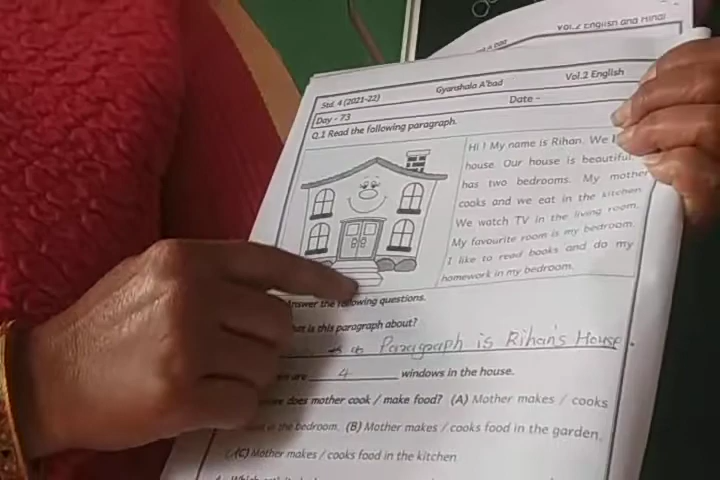 Vol.2 English and Hindi
Std. 4 (2021-22) Gyanshala A'bad Vol.2 English
Day - 73 Date -
Q.1 Read the following paragraph.
Hi ! My name is Rihan. We
house. Our house is beautiful.
has two bedrooms. My mother
cooks and we eat in the kitchen.
We watch TV in the living room.
My favourite room is my bedroom.
I like to read books and do my
homework in my bedroom.
Answer the following questions.
is this paragraph about?
Paragraph is Rihan's House.
are 4 windows in the house.
does mother cook / make food? (A) Mother makes / cooks
in the bedroom. (B) Mother makes / cooks food in the garden.
(C) Mother makes / cooks food in the kitchen